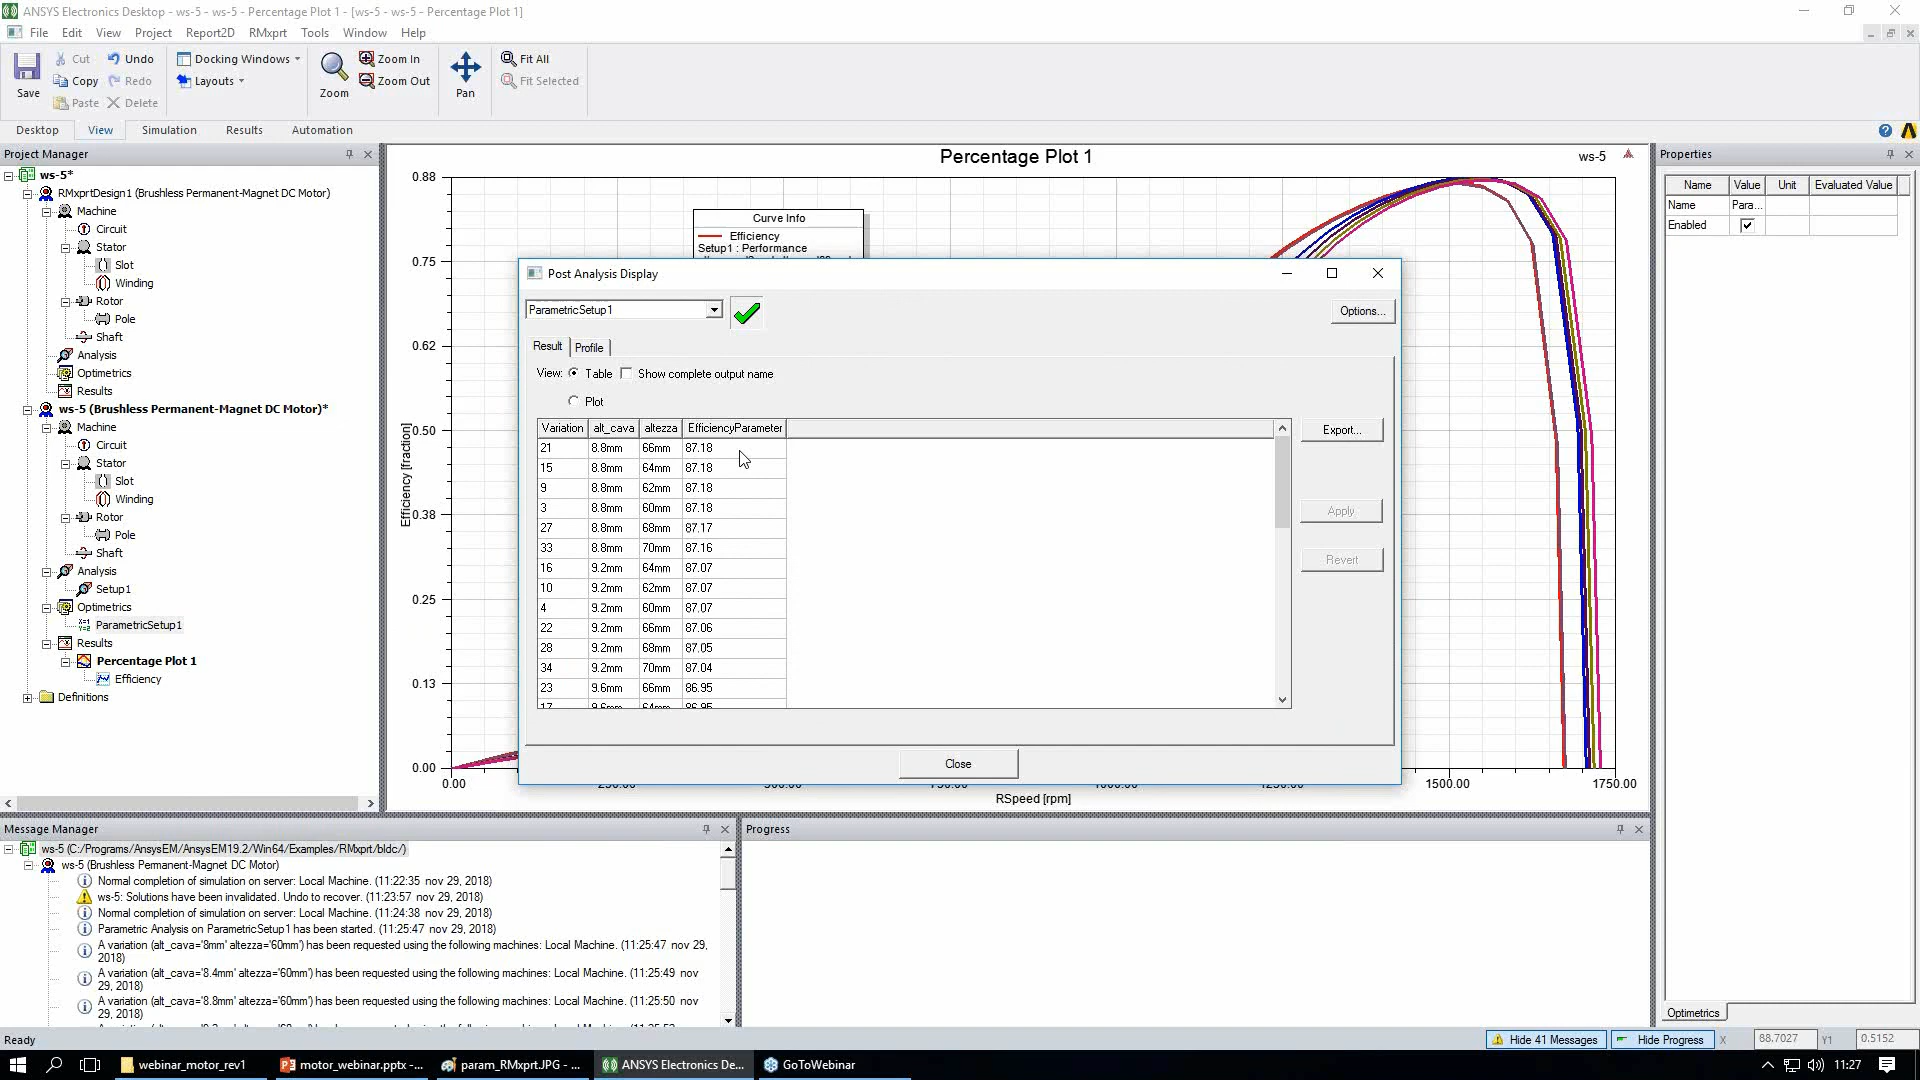 ANSYS Electronics Desktop - ws-5 - ws-5 - Percentage Plot 1 - [ws-5 - ws-5 - Percentage Plot 1]
File Edit View Project Report2D RMxprt Tools Window Help
Save
Cut
Copy
Paste
Undo
Redo
Delete
Docking Windows
Layouts
Zoom
Zoom In
Zoom Out
Pan
Fit All
Fit Selected
Desktop View Simulation Results Automation
Project Manager
ws-5*
RMxprtDesign1 (Brushless Permanent-Magnet DC Motor)
Machine
Circuit
Stator
Slot
Winding
Rotor
Pole
Shaft
Analysis
Optimetrics
Results
ws-5 (Brushless Permanent-Magnet DC Motor)*
Machine
Circuit
Stator
Slot
Winding
Rotor
Pole
Shaft
Analysis
Setup1
Optimetrics
ParametricSetup1
Results
Percentage Plot 1
Efficiency
Definitions
Percentage Plot 1
ws-5
0.88
0.75
0.62
0.50
0.38
0.25
0.13
0.00
Efficiency [fraction]
Curve Info
Efficiency
Setup1 : Performance
0.00
1500.00
1750.00
RSpeed [rpm]
Post Analysis Display
ParametricSetup1
Options...
Result Profile
View: Table Show complete output name
Plot
Variation alt_cava altezza EfficiencyParameter
21 8.8mm 66mm 87.18
15 8.8mm 64mm 87.18
9 8.8mm 62mm 87.18
3 8.8mm 60mm 87.18
27 8.8mm 68mm 87.17
33 8.8mm 70mm 87.16
16 9.2mm 64mm 87.07
10 9.2mm 62mm 87.07
4 9.2mm 60mm 87.07
22 9.2mm 66mm 87.06
28 9.2mm 68mm 87.05
34 9.2mm 70mm 87.04
23 9.6mm 66mm 86.95
17 9.6mm 64mm 86.95
Export...
Apply
Revert
Close
Properties
Name Value Unit Evaluated Value
Name Para...
Enabled
Optimetrics
Message Manager
ws-5 (C:/Programs/AnsysEM/AnsysEM19.2/Win64/Examples/RMxprt/bldc/)
ws-5 (Brushless Permanent-Magnet DC Motor)
Normal completion of simulation on server: Local Machine. (11:22:35 nov 29, 2018)
ws-5: Solutions have been invalidated. Undo to recover. (11:23:57 nov 29, 2018)
Normal completion of simulation on server: Local Machine. (11:24:38 nov 29, 2018)
Parametric Analysis on ParametricSetup1 has been started. (11:25:47 nov 29, 2018)
A variation (alt_cava='8mm' altezza='60mm') has been requested using the following machines: Local Machine. (11:25:47 nov 29,
2018)
A variation (alt_cava='8.4mm' altezza='60mm') has been requested using the following machines: Local Machine. (11:25:49 nov
29, 2018)
A variation (alt_cava='8.8mm' altezza='60mm') has been requested using the following machines: Local Machine. (11:25:50 nov
29, 2018)
Progress
Ready
Hide 41 Messages
Hide Progress
X 88.7027 Y1 0.5152
webinar_motor_rev1
motor_webinar.pptx -...
param_RMxprt.JPG - ...
ANSYS Electronics De...
GoToWebinar
11:27